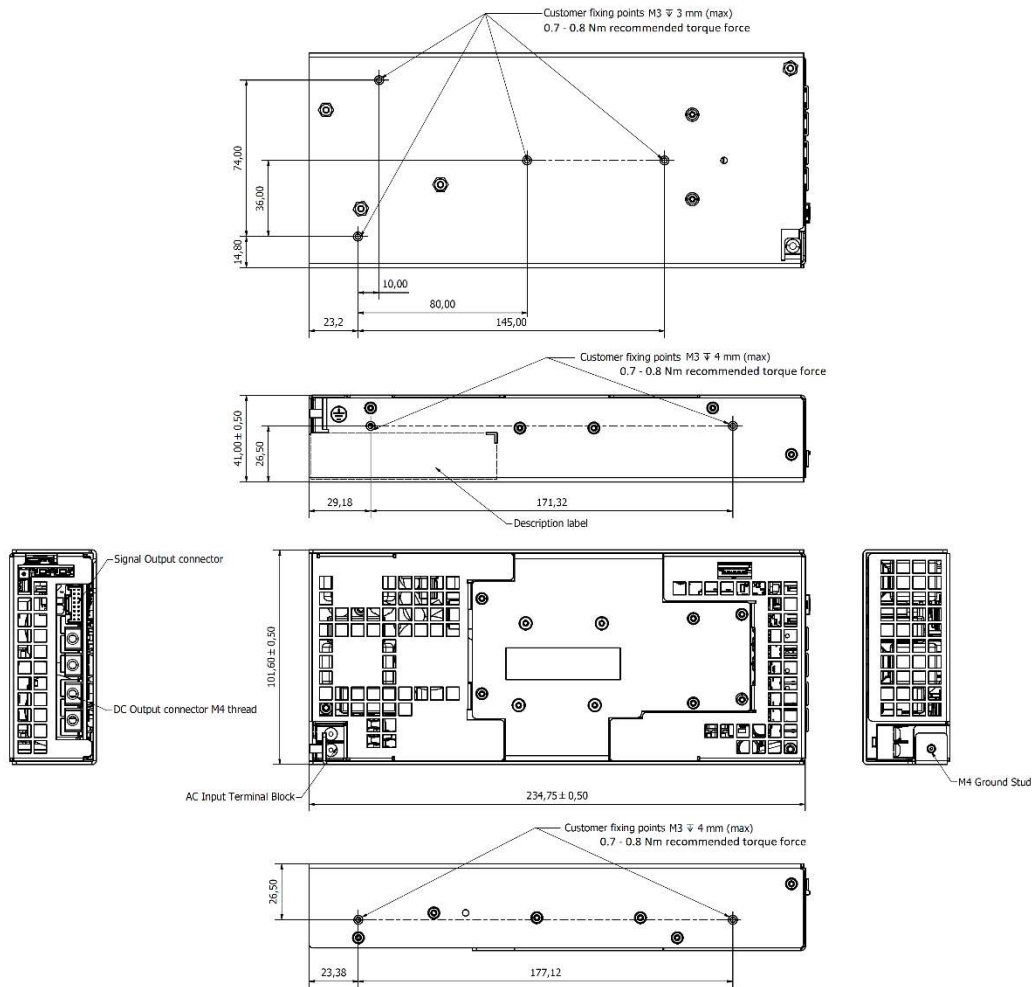 Customer fixing points M3 ↧ 3 mm (max)
0.7 - 0.8 Nm recommended torque force
74,00
36,00
14,80
10,00
80,00
23,2
145,00
Customer fixing points M3 ↧ 4 mm (max)
0.7 - 0.8 Nm recommended torque force
41,00 ± 0,50
26,50
29,18
171,32
Description label
Signal Output connector
DC Output connector M4 thread
101,60 ± 0,50
AC Input Terminal Block
234,75 ± 0,50
M4 Ground Stud
Customer fixing points M3 ↧ 4 mm (max)
0.7 - 0.8 Nm recommended torque force
26,50
23,38
177,12